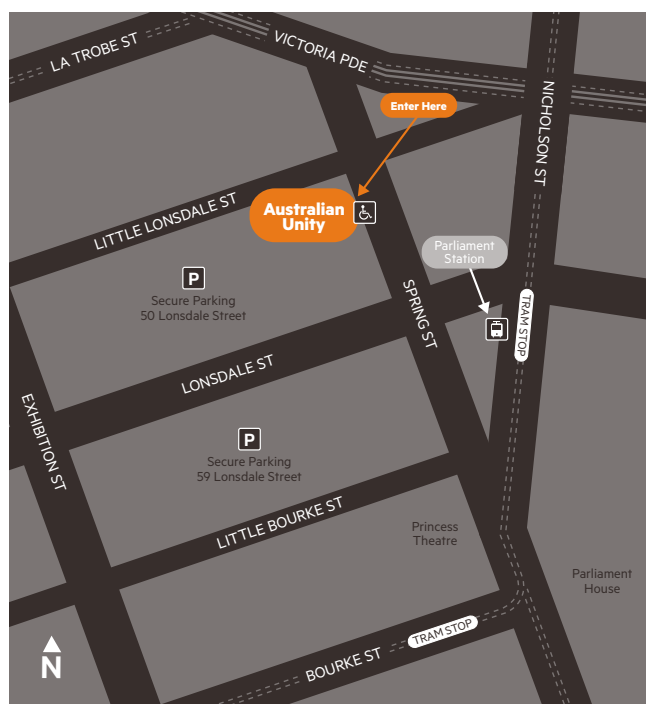 LA TROBE ST
VICTORIA PDE
NICHOLSON ST
Enter Here
LITTLE LONSDALE ST
Australian
Unity
Parliament
Station
P
Secure Parking
50 Lonsdale Street
SPRING ST
TRAM STOP
LONSDALE ST
EXHIBITION ST
P
Secure Parking
59 Lonsdale Street
LITTLE BOURKE ST
Princess
Theatre
Parliament
House
TRAM STOP
BOURKE ST
N